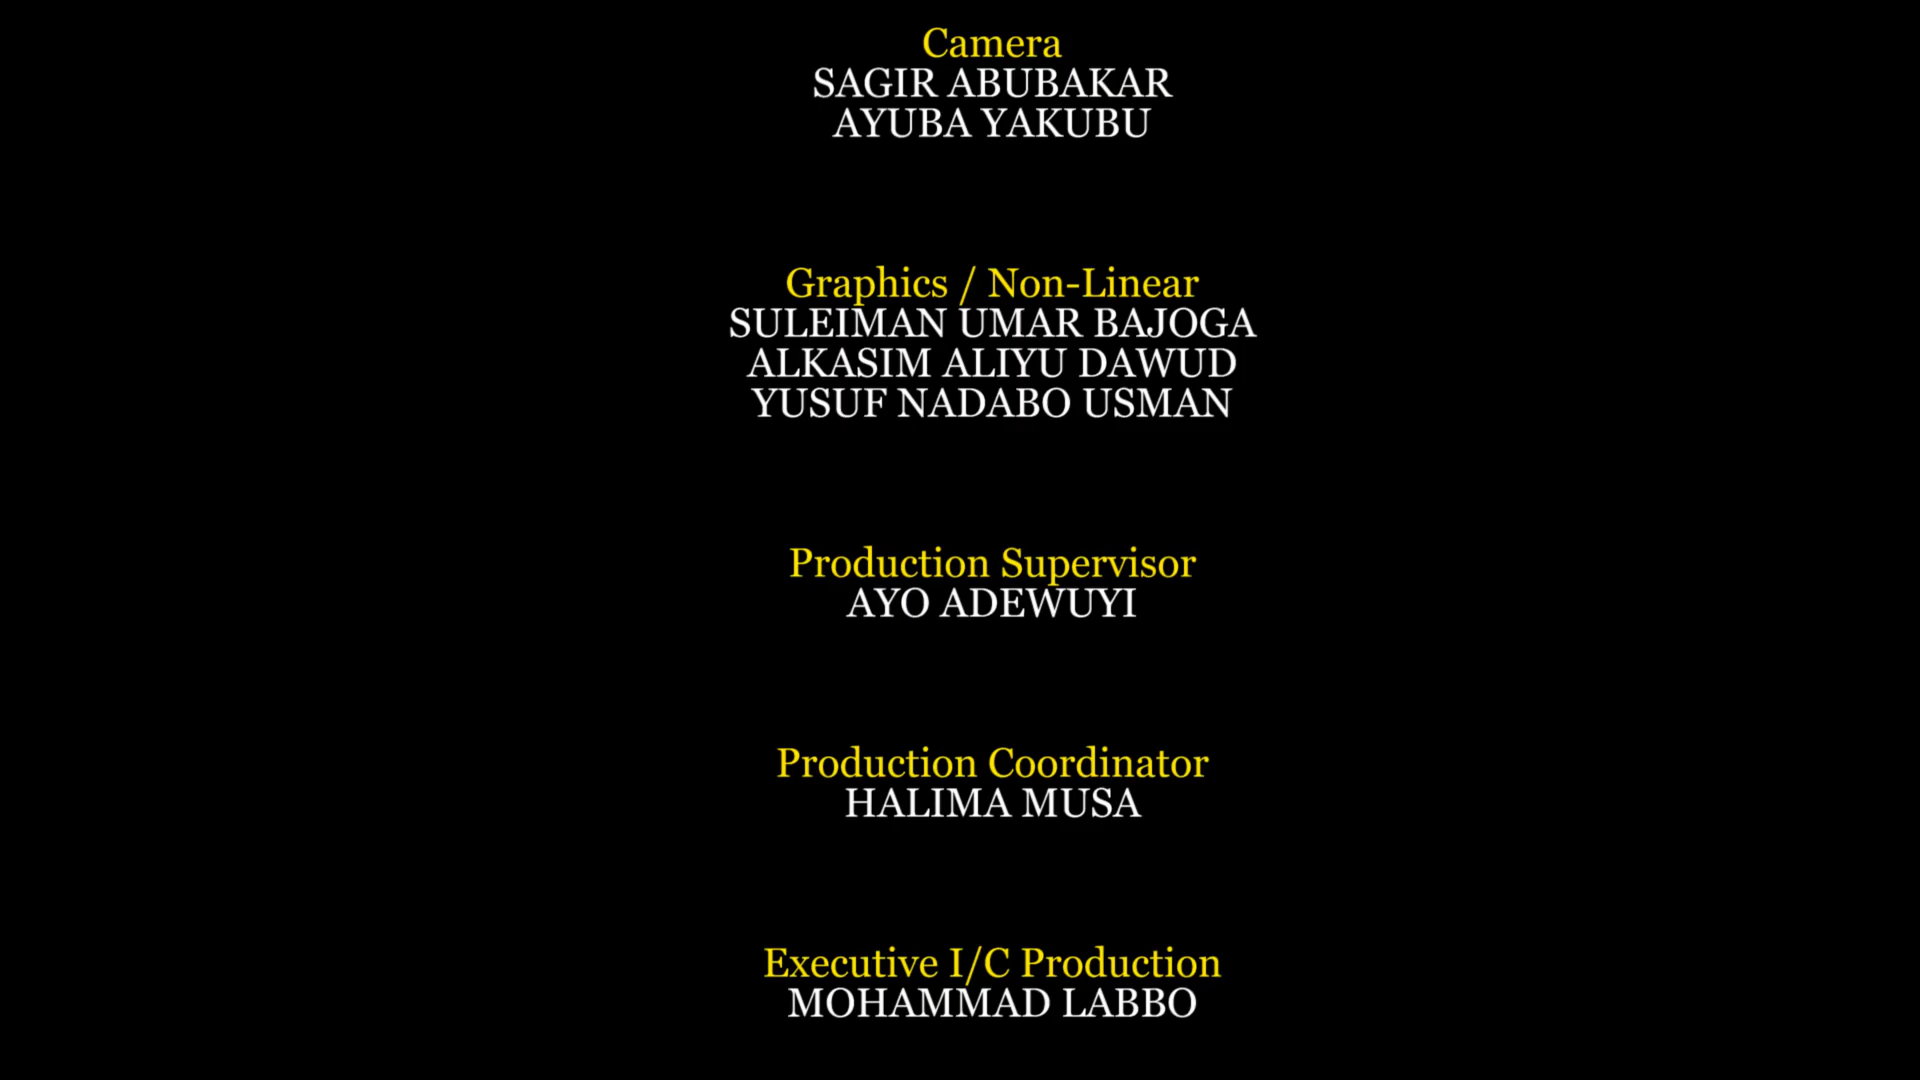 Camera
SAGIR ABUBAKAR
AYUBA YAKUBU
Graphics / Non-Linear
SULEIMAN UMAR BAJOGA
ALKASIM ALIYU DAWUD
YUSUF NADABO USMAN
Production Supervisor
AYO ADEWUYI
Production Coordinator
HALIMA MUSA
Executive I/C Production
MOHAMMAD LABBO